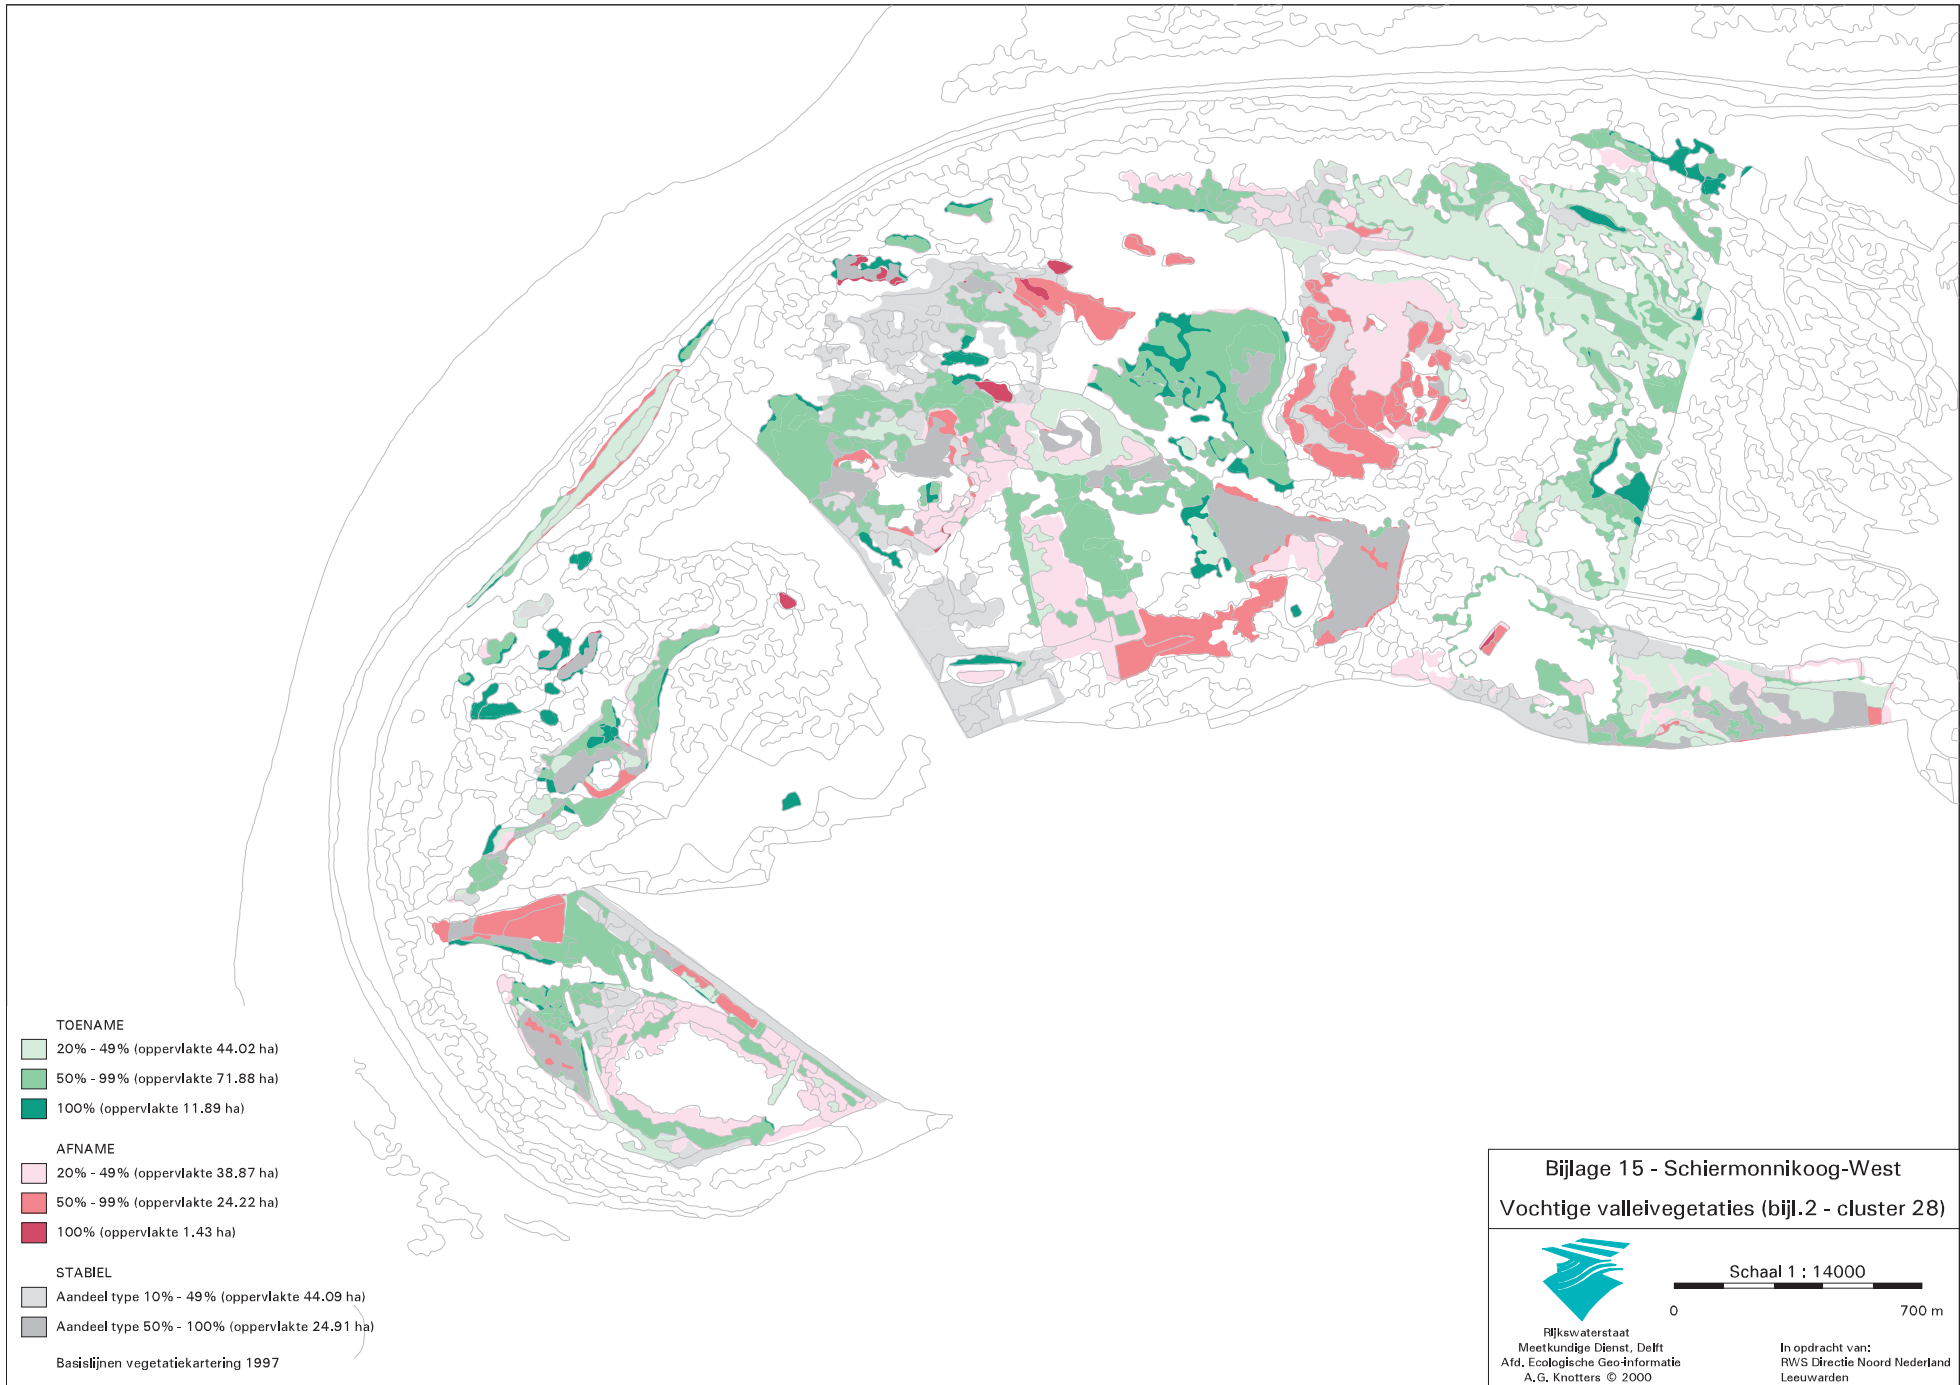 TOENAME
20% - 49% (oppervlakte 44.02 ha)
50% - 99% (oppervlakte 71.88 ha)
100% (oppervlakte 11.89 ha)
AFNAME
20% - 49% (oppervlakte 38.87 ha)
50% - 99% (oppervlakte 24.22 ha)
100% (oppervlakte 1.43 ha)
STABIEL
Aandeel type 10% - 49% (oppervlakte 44.09 ha)
Aandeel type 50% - 100% (oppervlakte 24.91 ha)
Basislijnen vegetatiekartering 1997
Bijlage 15 - Schiermonnikoog-West
Vochtige valleivegetaties (bijl.2 - cluster 28)
Schaal 1 : 14000
0 700 m
Rijkswaterstaat
Meetkundige Dienst, Delft
Afd. Ecologische Geo-informatie
A.G. Knotters © 2000
In opdracht van:
RWS Directie Noord Nederland
Leeuwarden